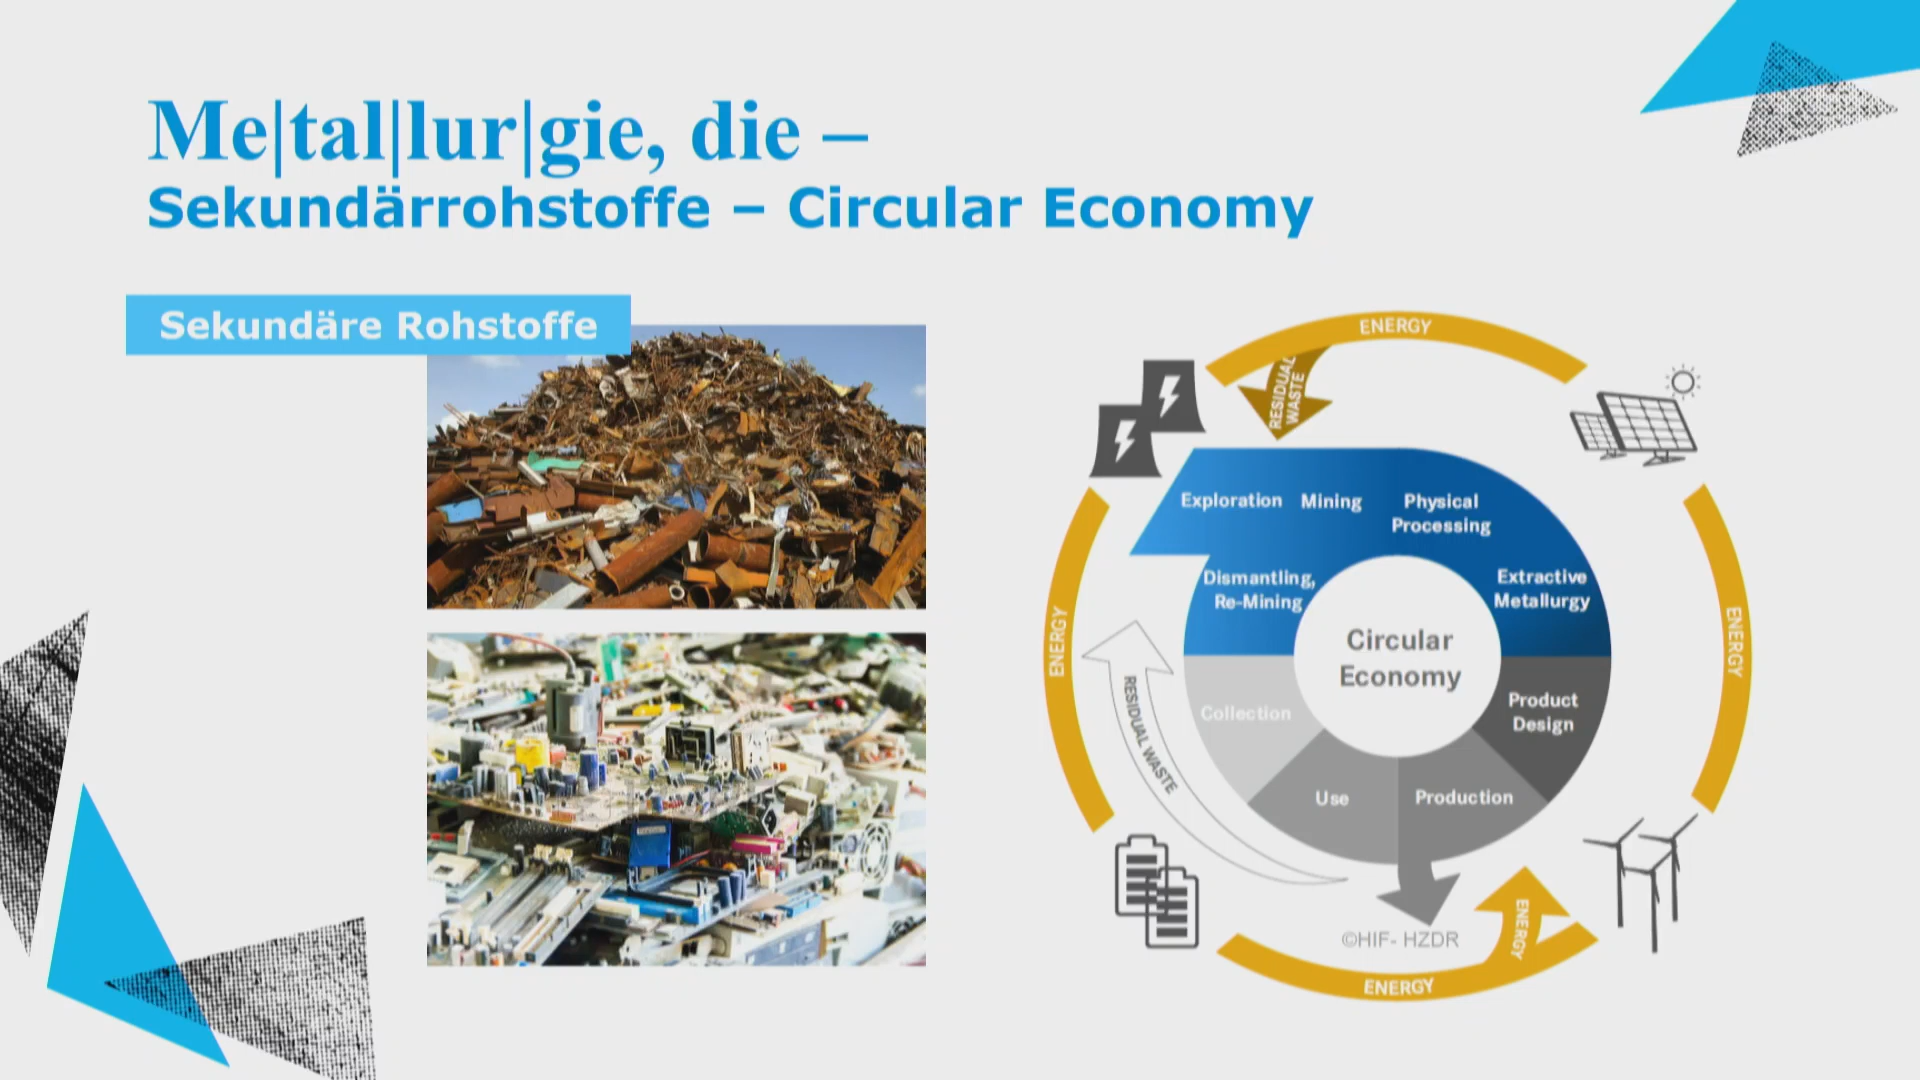 Me|tal||lur|gie, die –
Sekundärrohstoffe – Circular Economy
Sekundäre Rohstoffe
ENERGY
RESIDUAL
WASTE
Exploration
Mining
Physical
Processing
Dismantling,
Re-Mining
Extractive
Metallurgy
Circular
Economy
ENERGY
ENERGY
RESIDUAL WASTE
Collection
Product
Design
Use
Production
ENERGY
©HIF- HZDR
ENERGY